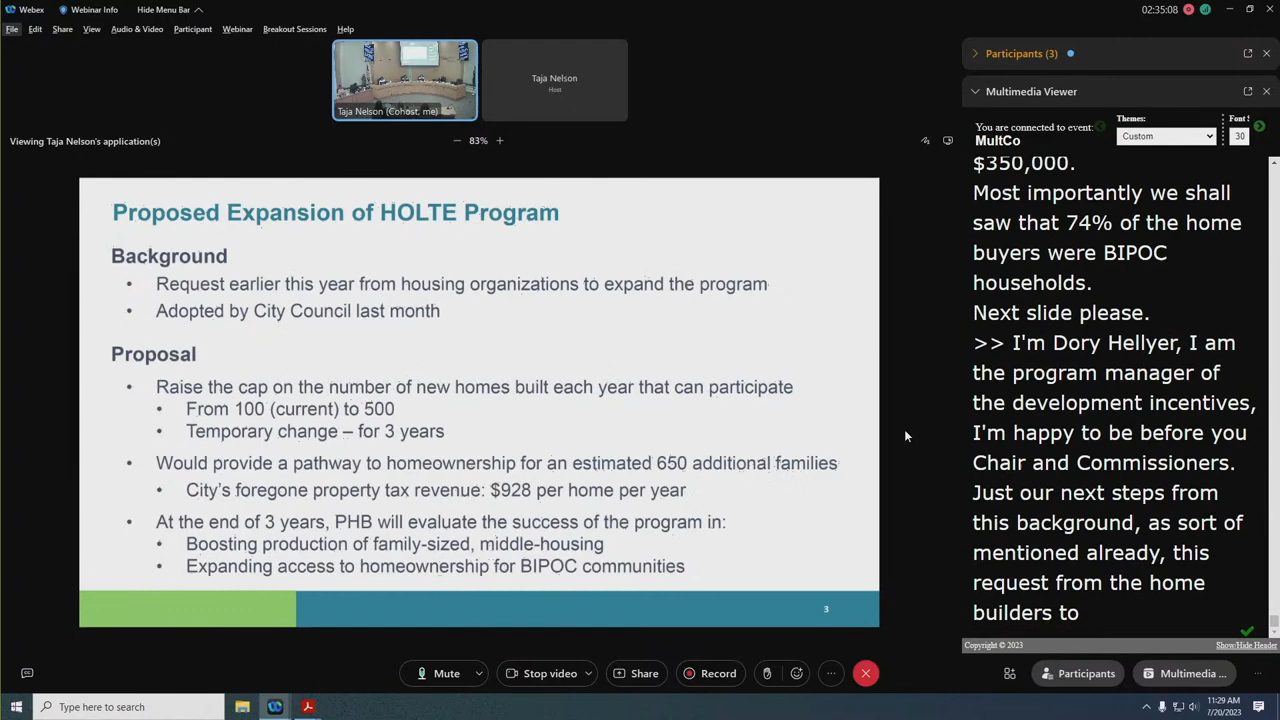 Webex
Webinar Info
Hide Menu Bar
02:35:08
File Edit Share View Audio & Video Participant Webinar Breakout Sessions Help
Taja Nelson (Cohost, me)
Taja Nelson
Host
Viewing Taja Nelson's application(s)
83%
Proposed Expansion of HOLTE Program
Background
• Request earlier this year from housing organizations to expand the program
• Adopted by City Council last month
Proposal
• Raise the cap on the number of new homes built each year that can participate
• From 100 (current) to 500
• Temporary change – for 3 years
• Would provide a pathway to homeownership for an estimated 650 additional families
• City's foregone property tax revenue: $928 per home per year
• At the end of 3 years, PHB will evaluate the success of the program in:
• Boosting production of family-sized, middle-housing
• Expanding access to homeownership for BIPOC communities
3
Participants (3)
Multimedia Viewer
You are connected to event:
MultCo
Themes:
Custom
Font
30
$350,000.
Most importantly we shall
saw that 74% of the home
buyers were BIPOC
households.
Next slide please.
>> I'm Dory Hellyer, I am
the program manager of
the development incentives,
I'm happy to be before you
Chair and Commissioners.
Just our next steps from
this background, as sort of
mentioned already, this
request from the home
builders to
Copyright © 2023
Show/Hide Header
Mute
Stop video
Share
Record
Participants
Multimedia ...
Type here to search
11:29 AM
7/20/2023